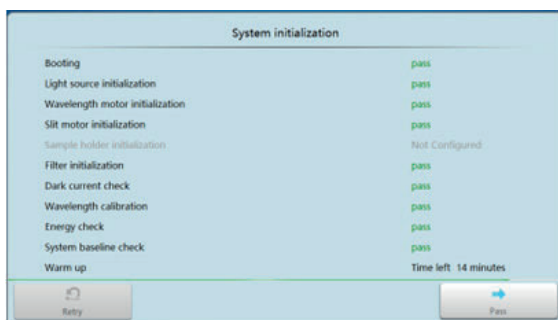 System initialization
Booting pass
Light source initialization pass
Wavelength motor initialization pass
Slit motor initialization pass
Sample holder initialization Not Configured
Filter initialization pass
Dark current check pass
Wavelength calibration pass
Energy check pass
System baseline check pass
Warm up Time left 14 minutes
Retry Pass